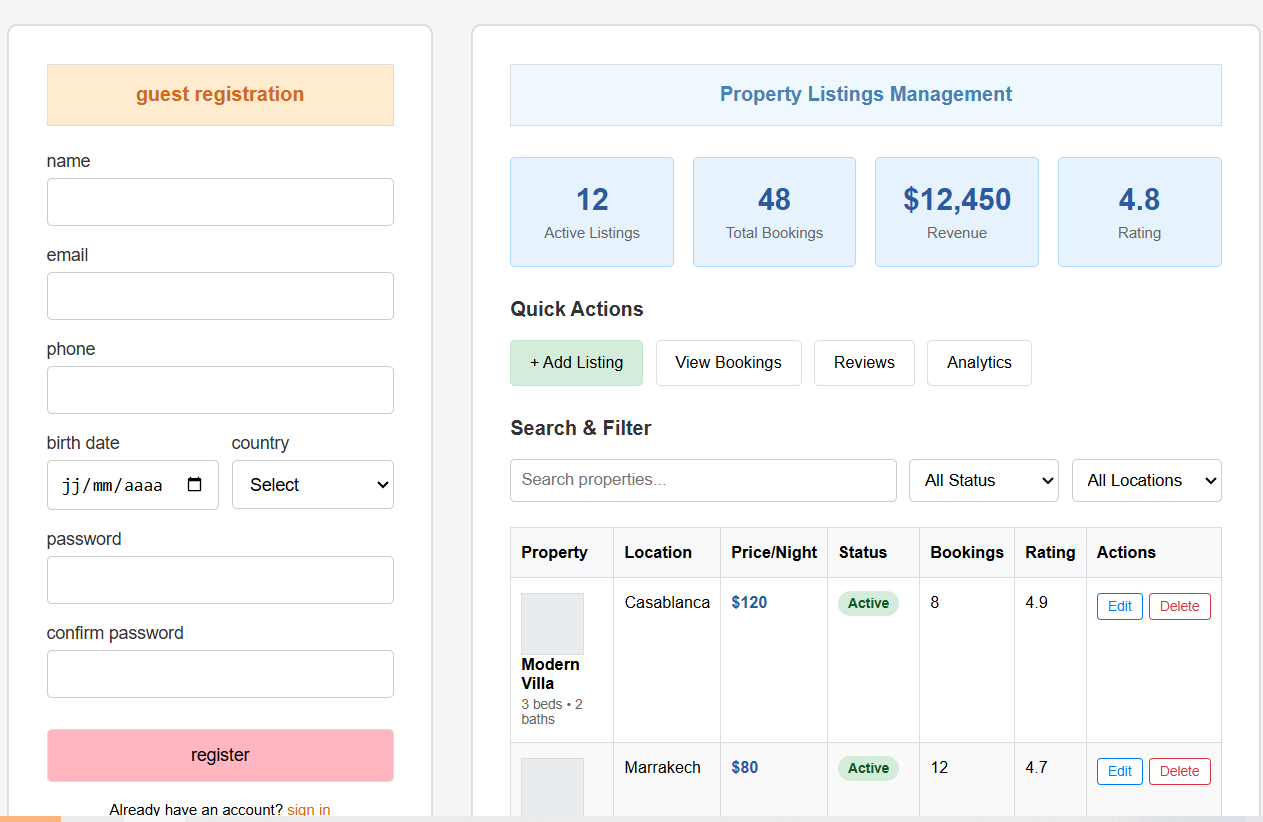 guest registration
name
email
phone
birth date country
jj/mm/aaaa Select
password
confirm password
register
Already have an account? sign in
Property Listings Management
12 48 $12,450 4.8
Active Listings Total Bookings Revenue Rating
Quick Actions
+ Add Listing View Bookings Reviews Analytics
Search & Filter
Search properties... All Status All Locations
Property Location Price/Night Status Bookings Rating Actions
Casablanca $120 Active 8 4.9 Edit Delete
Modern
Villa
3 beds • 2
baths
Marrakech $80 Active 12 4.7 Edit Delete